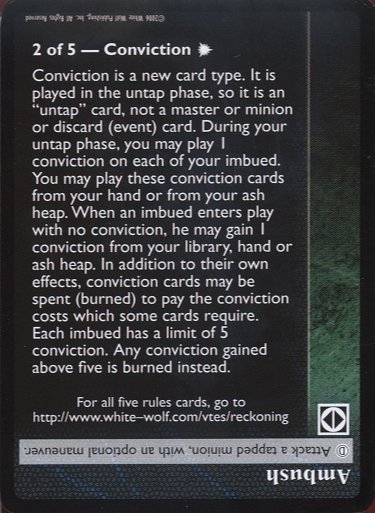 ©2006 White Wolf Publishing, Inc. All Rights Reserved
2 of 5 — Conviction
Conviction is a new card type. It is
played in the untap phase, so it is an
“untap” card, not a master or minion
or discard (event) card. During your
untap phase, you may play 1
conviction on each of your imbued.
You may play these conviction cards
from your hand or from your ash
heap. When an imbued enters play
with no conviction, he may gain 1
conviction from your library, hand or
ash heap. In addition to their own
effects, conviction cards may be
spent (burned) to pay the conviction
costs which some cards require.
Each imbued has a limit of 5
conviction. Any conviction gained
above five is burned instead.
For all five rules cards, go to
http://www.white–wolf.com/vtes/reckoning
Ⓓ Attack a tapped minion, with an optional maneuver.
Ambush